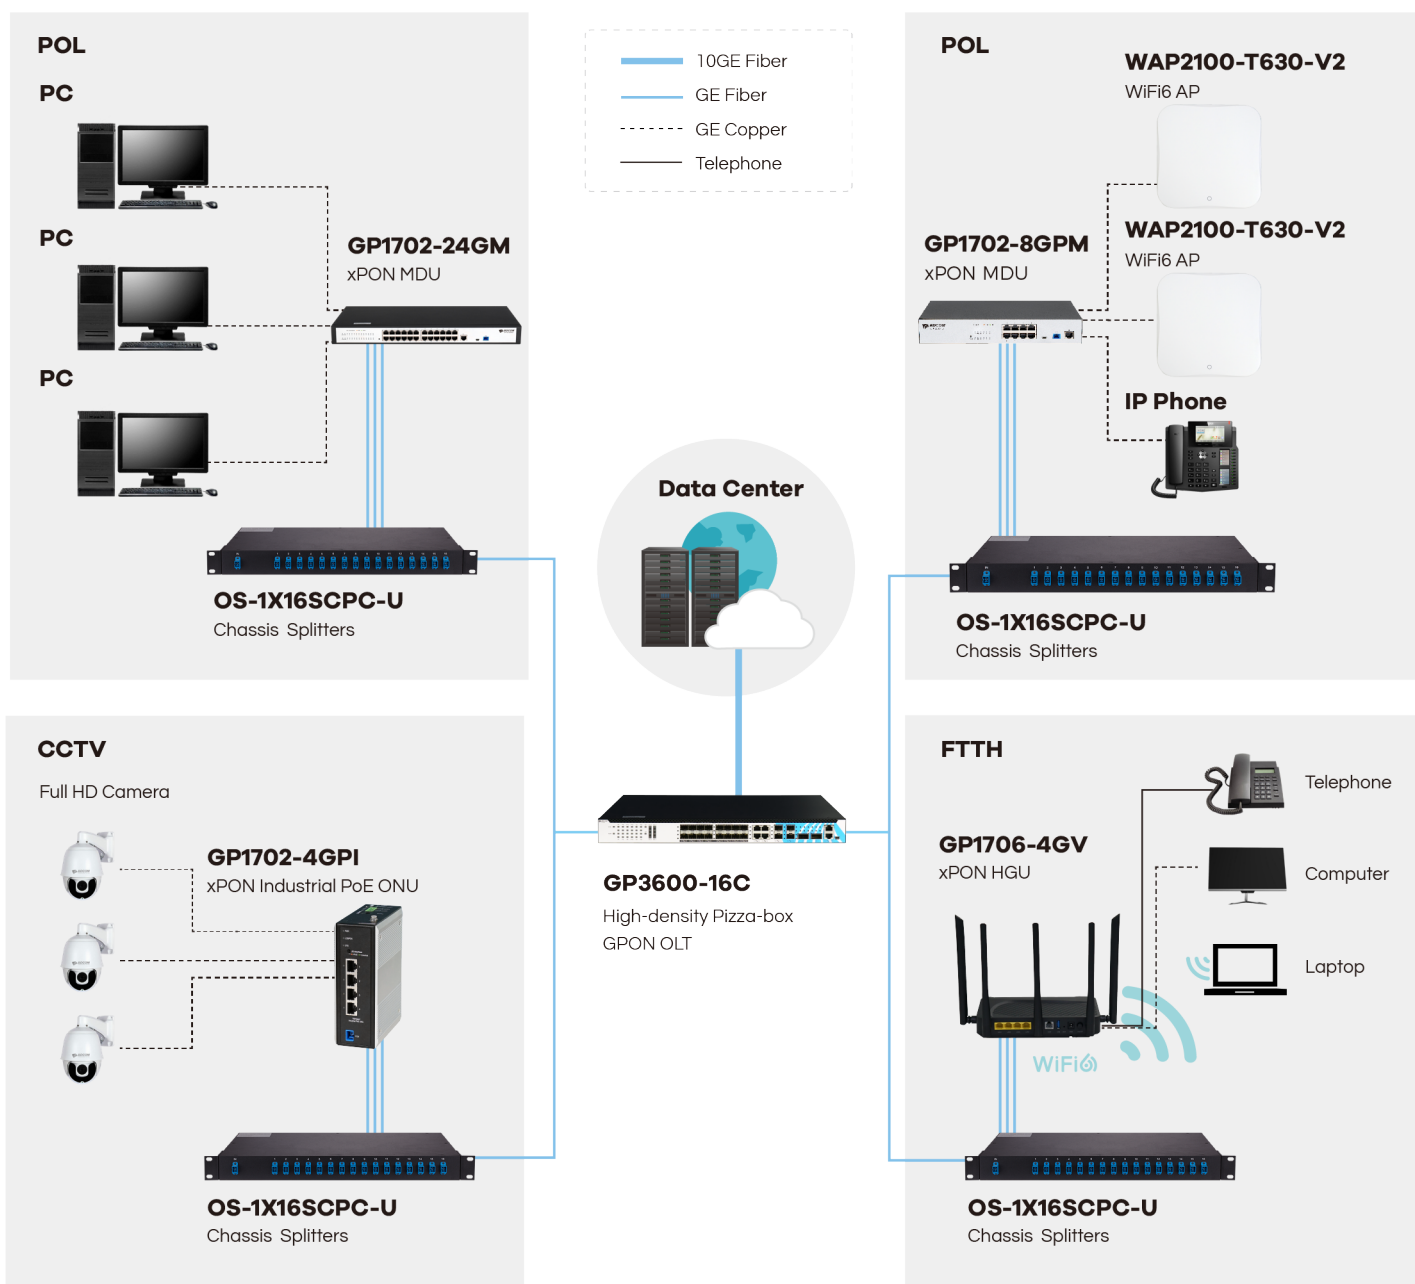 POL
PC
PC
GP1702-24GM
xPON MDU
PC
OS-1X16SCPC-U
Chassis Splitters
10GE Fiber
GE Fiber
GE Copper
Telephone
POL
WAP2100-T630-V2
WiFi6 AP
WAP2100-T630-V2
WiFi6 AP
GP1702-8GPM
xPON MDU
IP Phone
OS-1X16SCPC-U
Chassis Splitters
Data Center
GP3600-16C
High-density Pizza-box
GPON OLT
CCTV
Full HD Camera
GP1702-4GPI
xPON Industrial PoE ONU
OS-1X16SCPC-U
Chassis Splitters
FTTH
Telephone
GP1706-4GV
xPON HGU
Computer
Laptop
WiFi6
OS-1X16SCPC-U
Chassis Splitters